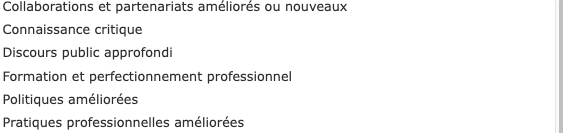 Collaborations et partenariats améliorés ou nouveaux
Connaissance critique
Discours public approfondi
Formation et perfectionnement professionnel
Politiques améliorées
Pratiques professionnelles améliorées